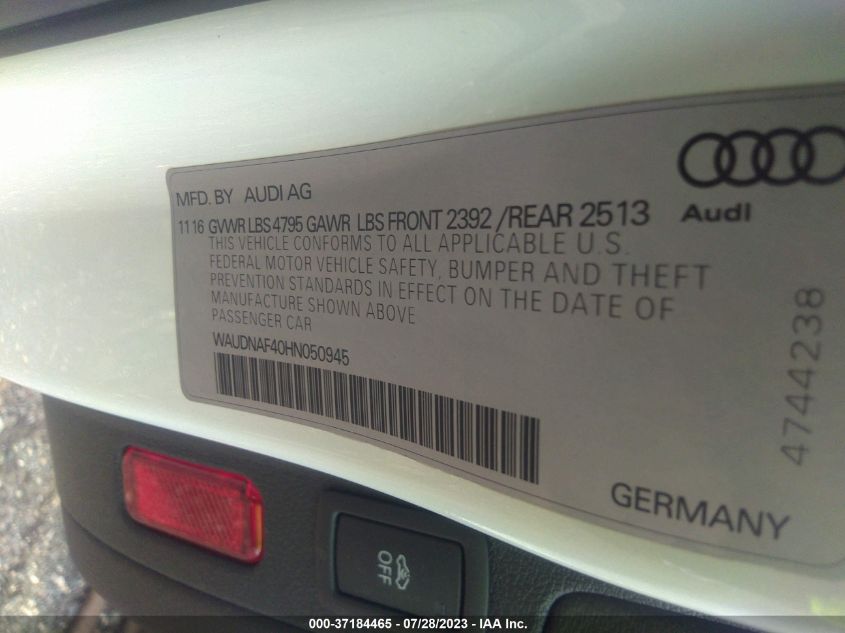 MFD. BY AUDI AG
Audi
11 16 GVWR LBS 4795 GAWR LBS FRONT 2392 /REAR 2513
THIS VEHICLE CONFORMS TO ALL APPLICABLE U.S.
FEDERAL MOTOR VEHICLE SAFETY, BUMPER AND THEFT
PREVENTION STANDARDS IN EFFECT ON THE DATE OF
MANUFACTURE SHOWN ABOVE
PASSENGER CAR
WAUDNAF40HN050945
4744238
GERMANY
OFF
000-37184465 / 07/28/2023 - IAA Inc.